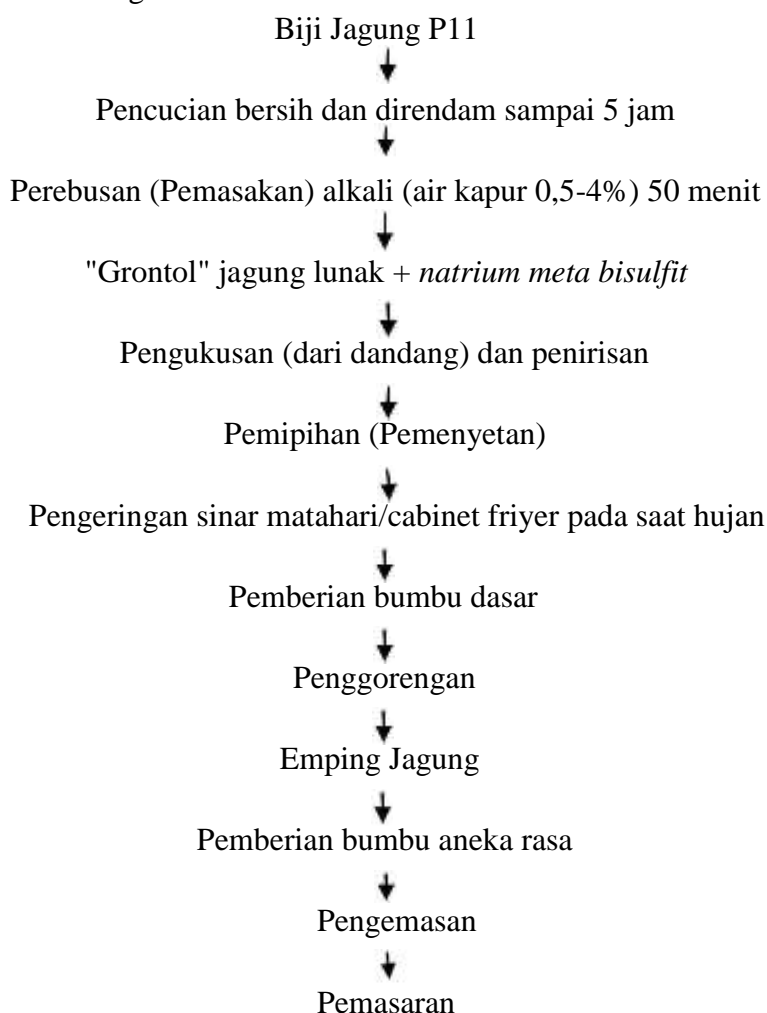 Biji Jagung P11
Pencucian bersih dan direndam sampai 5 jam
Perebusan (Pemasakan) alkali (air kapur 0,5-4%) 50 menit
"Grontol" jagung lunak + natrium meta bisulfit
Pengukusan (dari dandang) dan penirisan
Pemipihan (Pemenyetan)
Pengeringan sinar matahari/cabinet friyer pada saat hujan
Pemberian bumbu dasar
Penggorengan
Emping Jagung
Pemberian bumbu aneka rasa
Pengemasan
Pemasaran